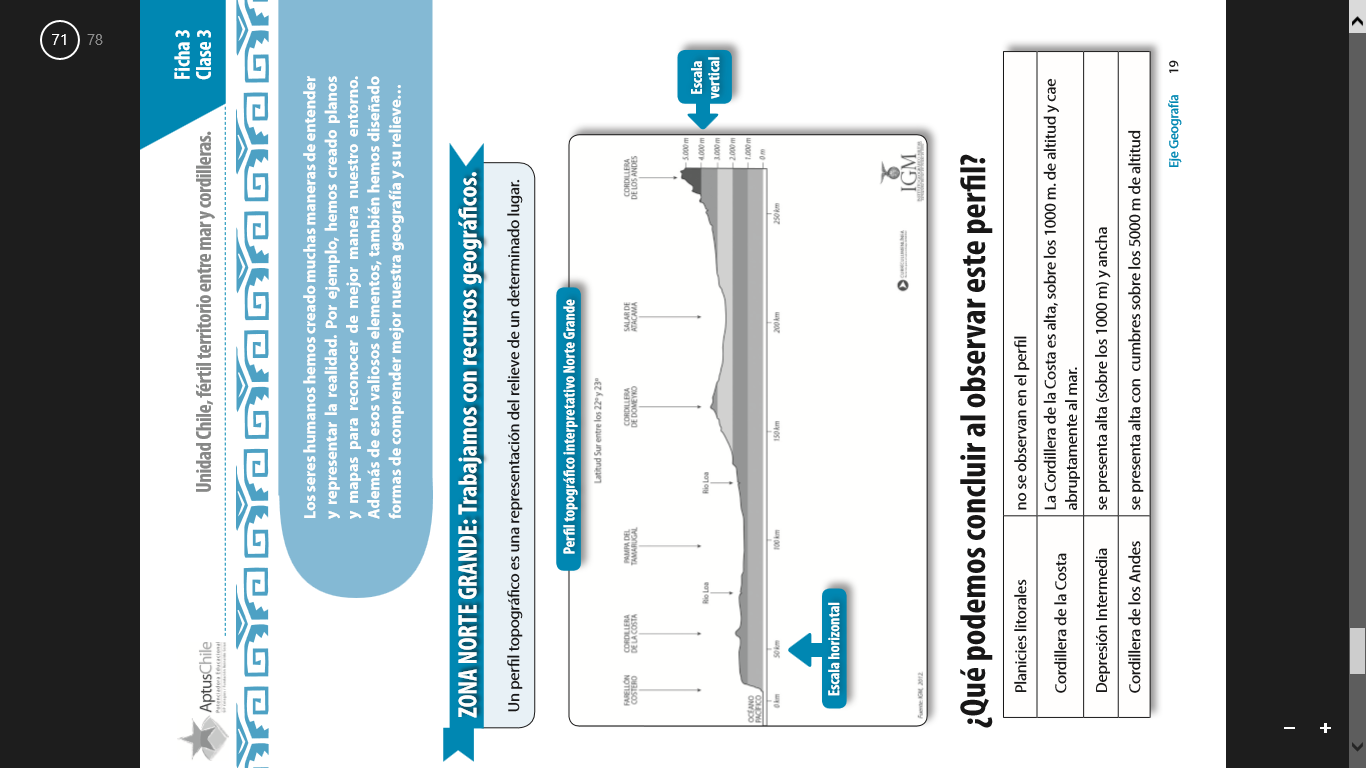 71 78
Ficha 3
Clase 3
AptusChile
Potenciadora Educacional
Unidad Chile, fértil territorio entre mar y cordilleras.
Los seres humanos hemos creado muchas maneras de entender
y representar la realidad. Por ejemplo, hemos creado planos
y mapas para reconocer de mejor manera nuestro entorno.
Además de esos valiosos elementos, también hemos diseñado
formas de comprender mejor nuestra geografía y su relieve…
ZONA NORTE GRANDE: Trabajamos con recursos geográficos.
Un perfil topográfico es una representación del relieve de un determinado lugar.
Perfil topográfico interpretativo Norte Grande
Latitud Sur entre los 22º y 23º
FARELLÓN
COSTERO
CORDILLERA
DE LA COSTA
Río Loa
PAMPA DEL
TAMARUGAL
Río Loa
CORDILLERA
DE DOMEYKO
SALAR DE
ATACAMA
CORDILLERA
DE LOS ANDES
Escala
vertical
5.000 m
4.000 m
3.000 m
2.000 m
1.000 m
0 m
OCÉANO
PACÍFICO
0 km
50 km
100 km
150 km
200 km
250 km
Escala horizontal
Fuente: IGM, 2012.
IGM
¿Qué podemos concluir al observar este perfil?
Planicies litorales no se observan en el perfil
Cordillera de la Costa La Cordillera de la Costa es alta, sobre los 1000 m. de altitud y cae
abruptamente al mar.
Depresión Intermedia se presenta alta (sobre los 1000 m) y ancha
Cordillera de los Andes se presenta alta con cumbres sobre los 5000 m de altitud
Eje Geografía 19